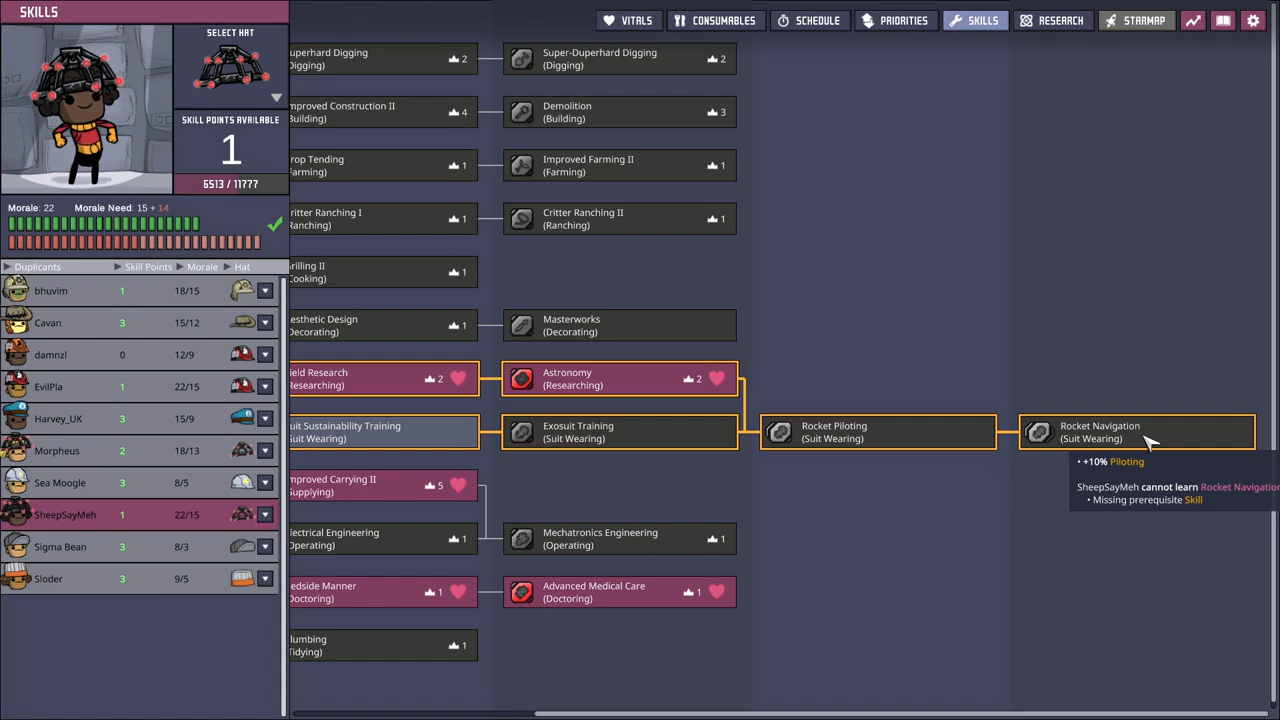 SKILLS
VITALS
CONSUMABLES
SCHEDULE
PRIORITIES
SKILLS
RESEARCH
STARMAP
SELECT HAT
SKILL POINTS AVAILABLE
1
6513 / 11777
Morale: 22
Morale Need: 15 + 14
Duplicants
Skill Points
Morale
Hat
bhuvim 1 18/15
Cavan 3 15/12
damnzl 0 12/9
EvilPla 1 22/15
Harvey_UK 3 15/9
Morpheus 2 18/13
Sea Moogle 3 8/5
SheepSayMeh 1 22/15
Sigma Bean 3 8/3
Sloder 3 9/5
uperhard Digging
(Digging)
2
Super-Duperhard Digging
(Digging)
2
mproved Construction II
(Building)
4
Demolition
(Building)
3
rop Tending
(Farming)
1
Improved Farming II
(Farming)
1
Critter Ranching I
(Ranching)
1
Critter Ranching II
(Ranching)
1
rilling II
(Cooking)
1
esthetic Design
(Decorating)
1
Masterworks
(Decorating)
ield Research
(Researching)
2
Astronomy
(Researching)
2
uit Sustainability Training
(Suit Wearing)
Exosuit Training
(Suit Wearing)
Rocket Piloting
(Suit Wearing)
Rocket Navigation
(Suit Wearing)
• +10% Piloting
SheepSayMeh cannot learn Rocket Navigation
• Missing prerequisite Skill
mproved Carrying II
(Supplying)
5
lectrical Engineering
(Operating)
1
Mechatronics Engineering
(Operating)
1
edside Manner
(Doctoring)
1
Advanced Medical Care
(Doctoring)
1
lumbing
(Tidying)
1